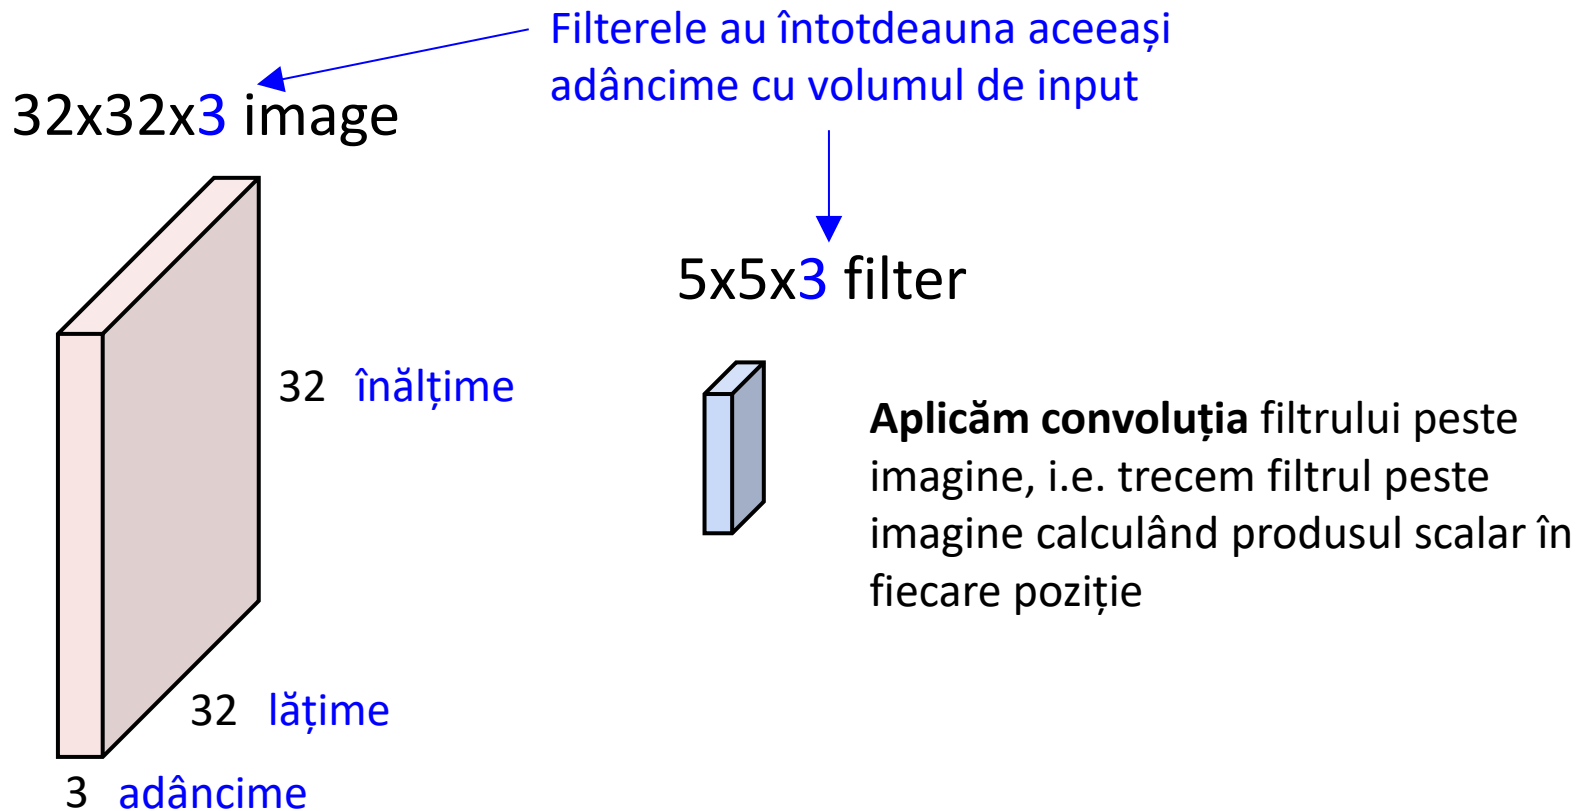 Filterele au întotdeauna aceeași
adâncime cu volumul de input
32x32x3 image
5x5x3 filter
32 înălțime
Aplicăm convoluția filtrului peste
imagine, i.e. trecem filtrul peste
imagine calculând produsul scalar în
fiecare poziție
32 lățime
3 adâncime